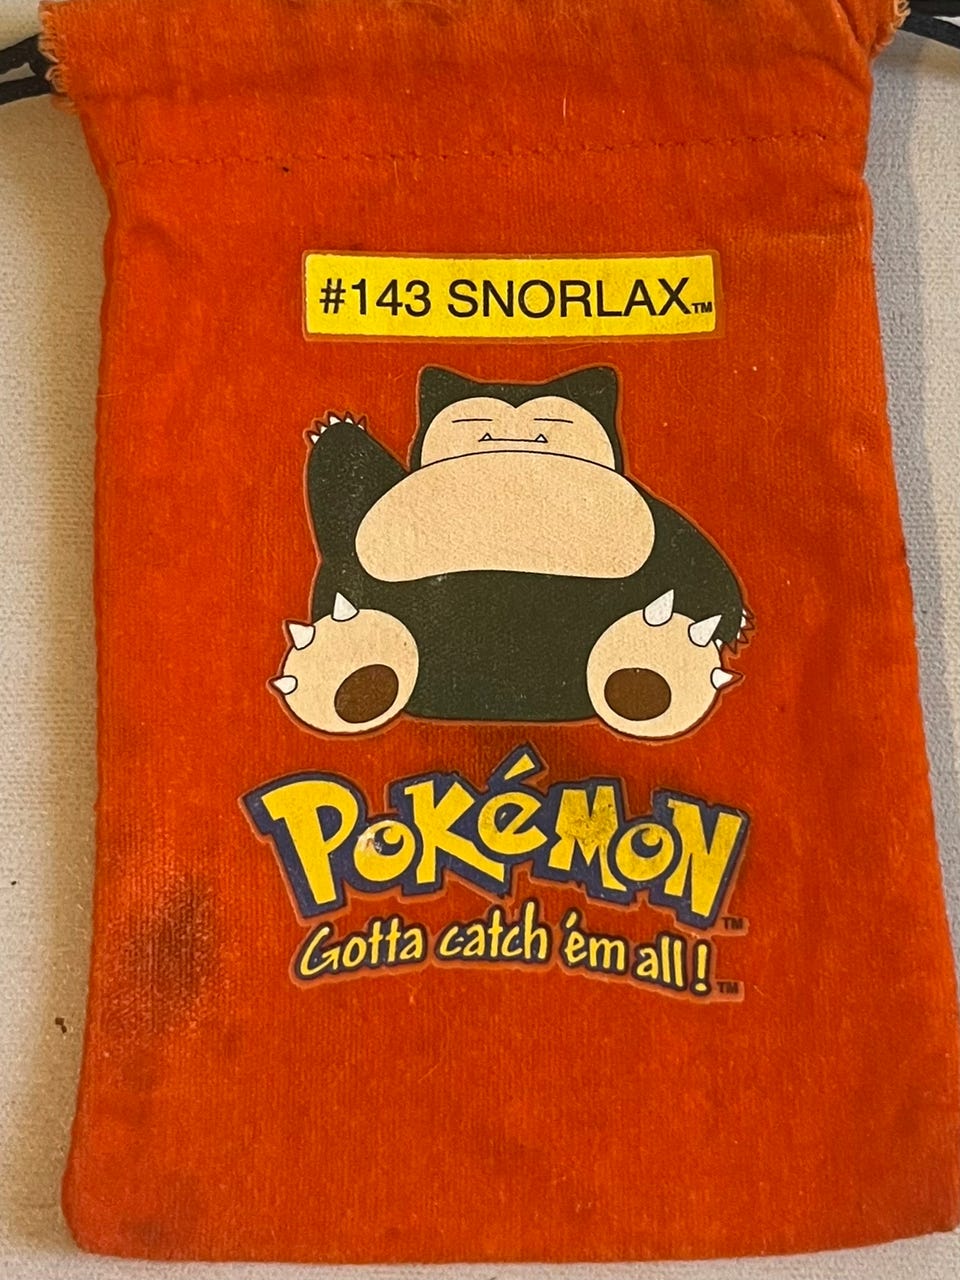 #143 SNORLAX™
POKéMON™
Gotta catch 'em all!™